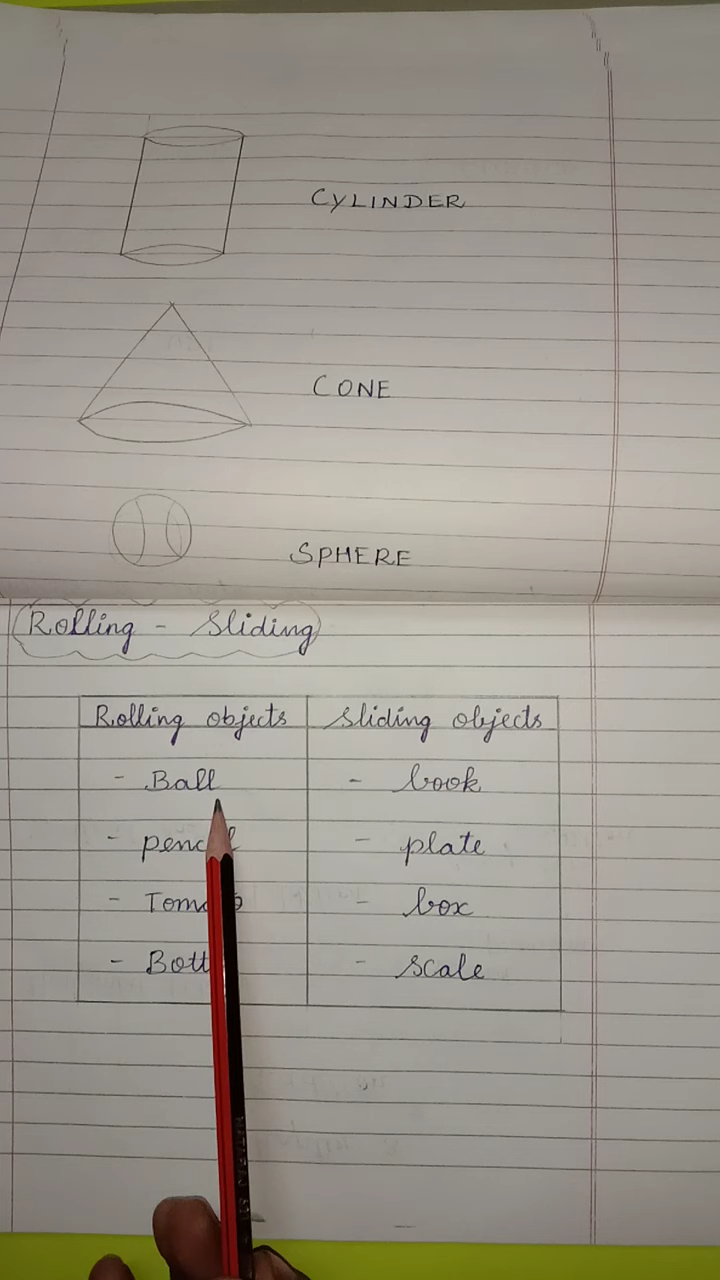 CYLINDER
CONE
SPHERE
Rolling - Sliding
Rolling objects sliding objects
- Ball - book
- - plate
- - box
- - scale